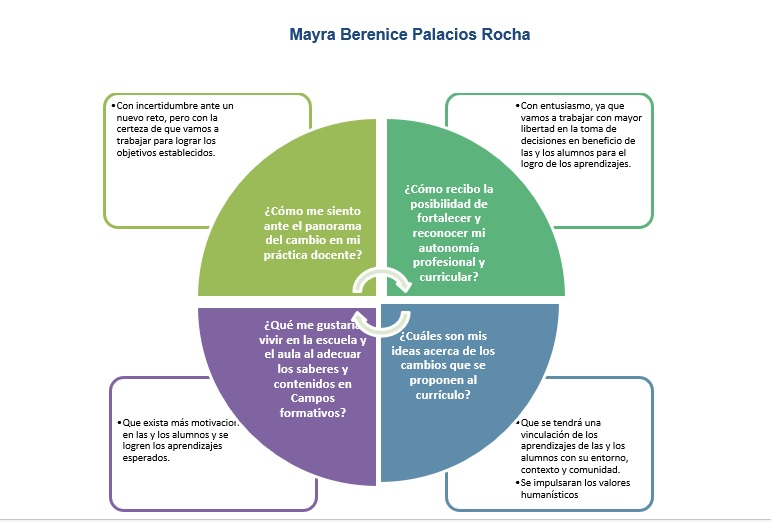 Mayra Berenice Palacios Rocha
•Con incertidumbre ante un
nuevo reto, pero con la
certeza de que vamos a
trabajar para lograr los
objetivos establecidos.
•Con entusiasmo, ya que
vamos a trabajar con mayor
libertad en la toma de
decisiones en beneficio de
las y los alumnos para el
logro de los aprendizajes.
¿Cómo me siento
ante el panorama
del cambio en mi
práctica docente?
¿Cómo recibo la
posibilidad de
fortalecer y
reconocer mi
autonomía
profesional y
curricular?
¿Qué me gustaría
vivir en la escuela y
el aula al adecuar
los saberes y
contenidos en
Campos
formativos?
¿Cuáles son mis
ideas acerca de los
cambios que se
proponen al
currículo?
•Que exista más motivacion
en las y los alumnos y se
logren los aprendizajes
esperados.
•Que se tendrá una
vinculación de los
aprendizajes de las y los
alumnos con su entorno,
contexto y comunidad.
•Se impulsaran los valores
humanísticos